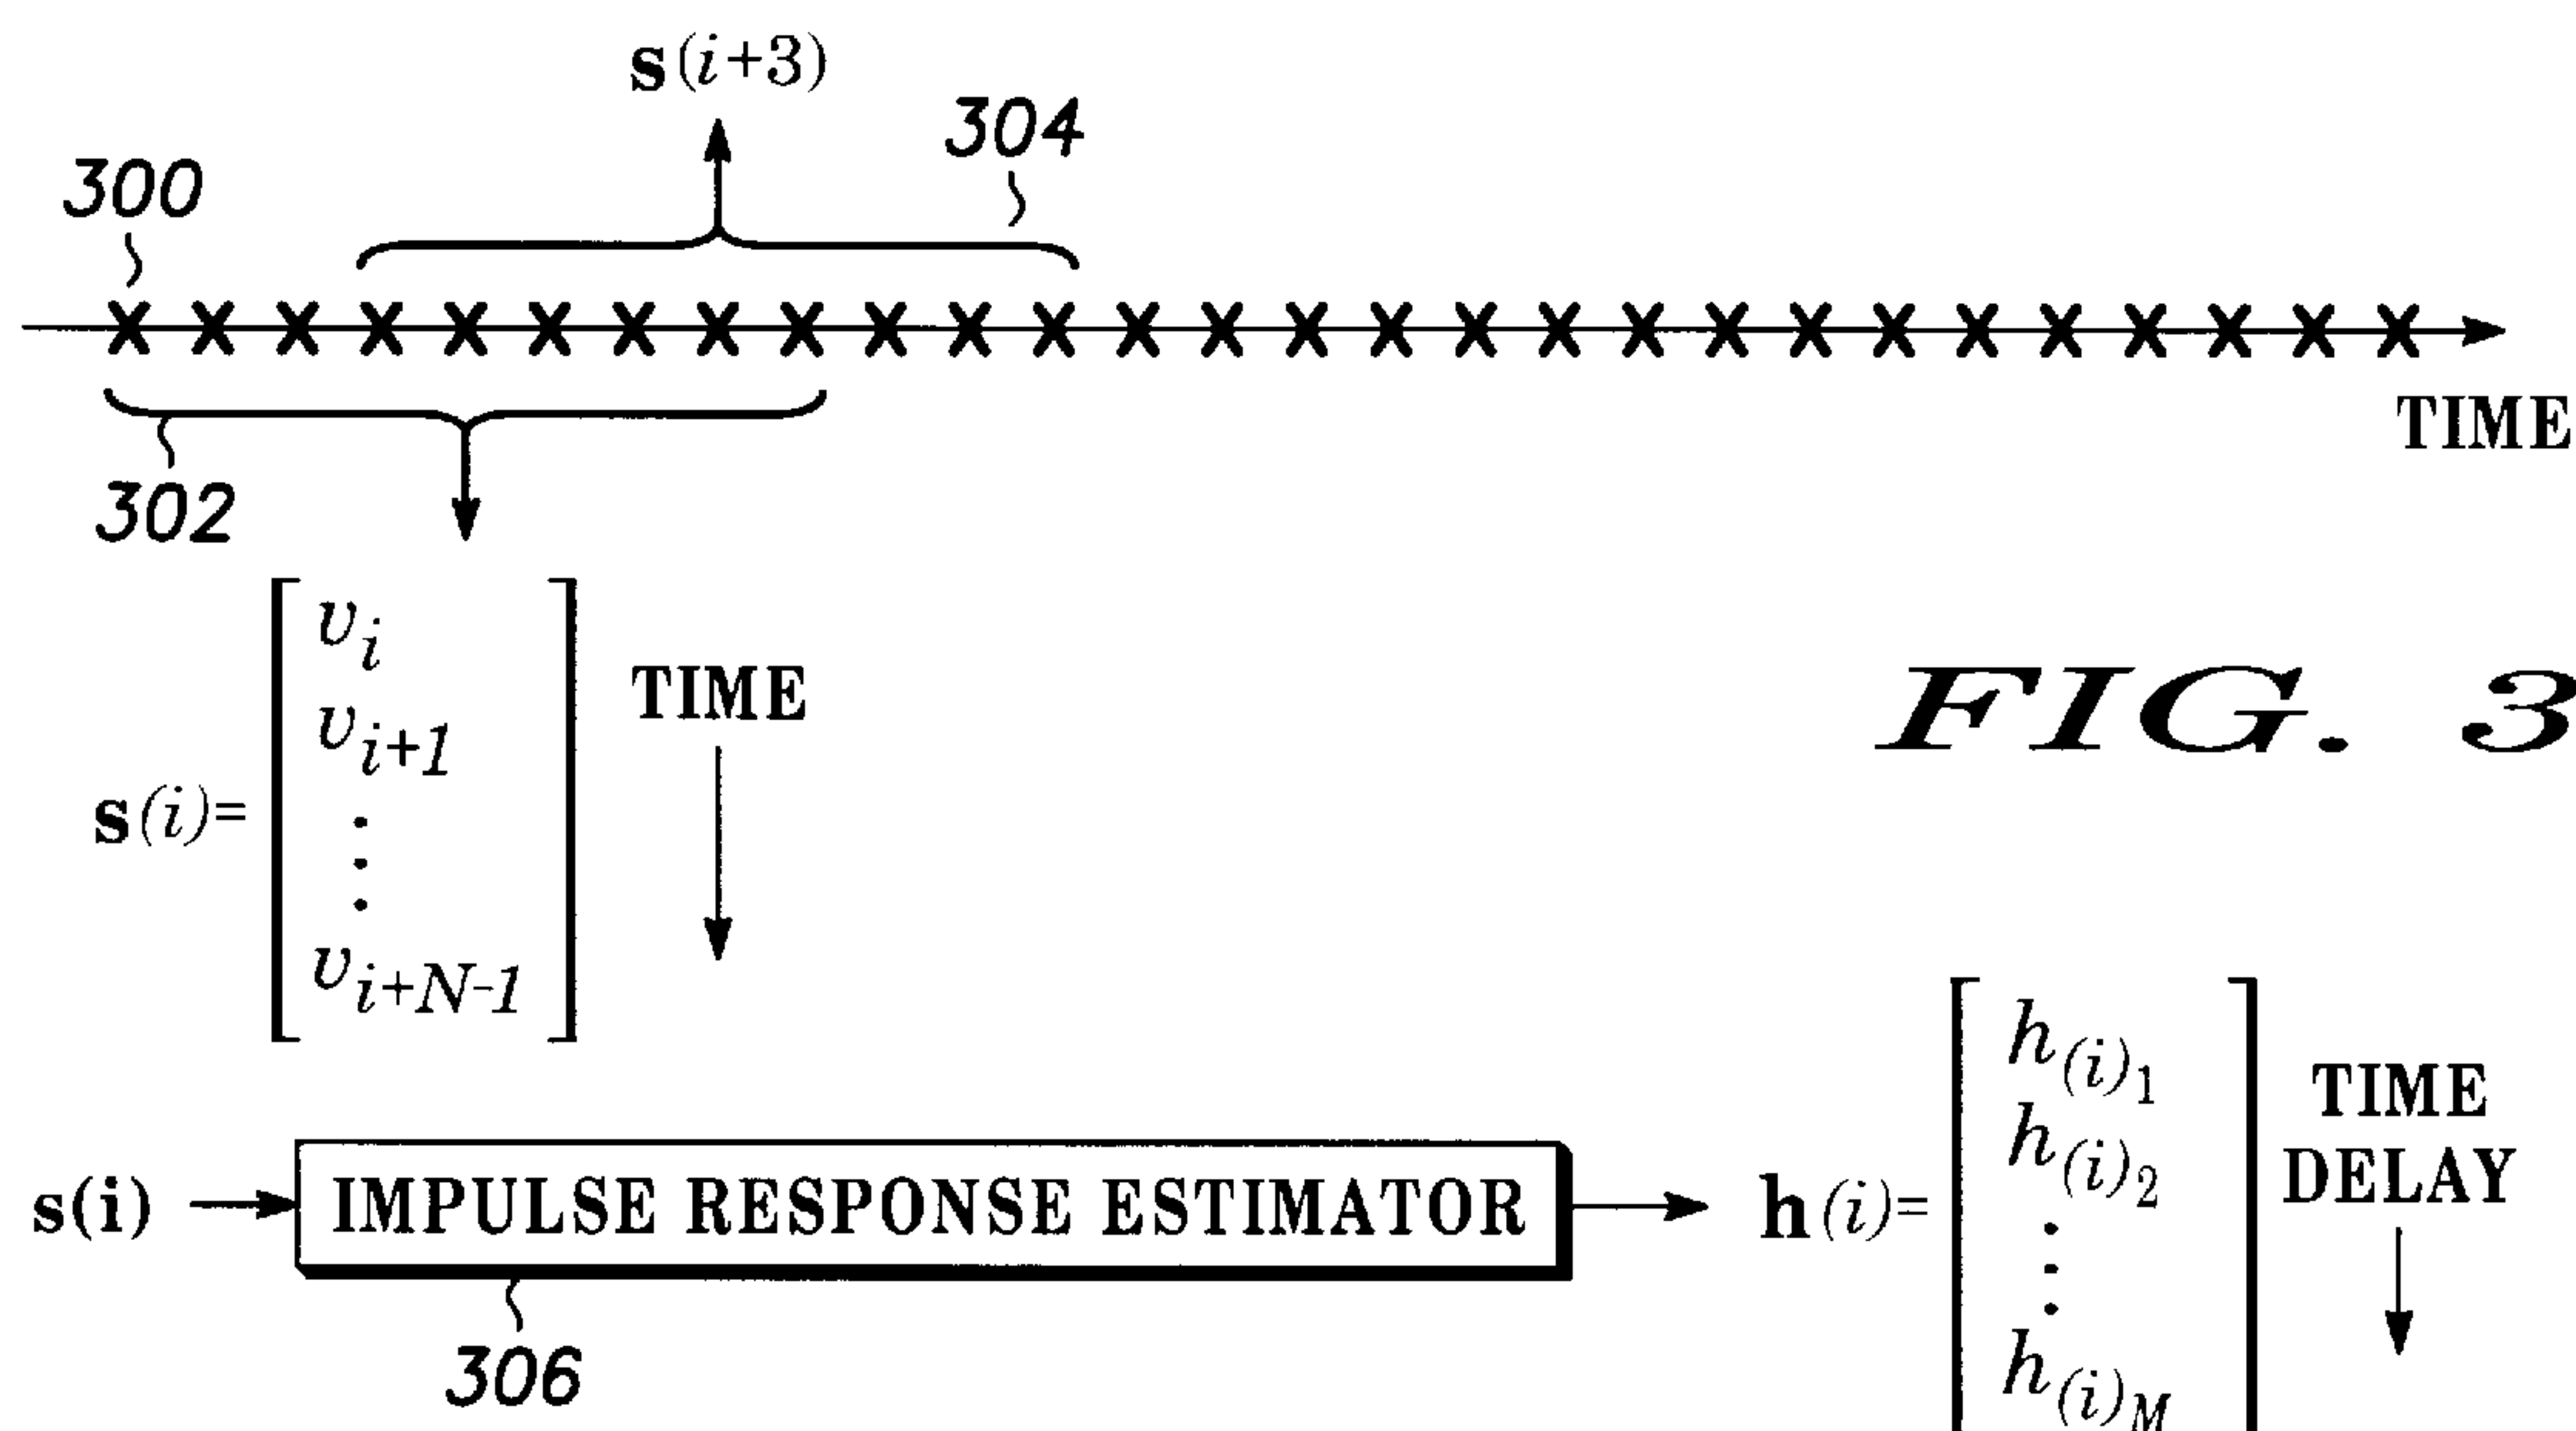 s(i+3)
304
300
X X X X X X X X X X X X X X X X X X X X X X X X X X X X
TIME
302
v_i
v_{i+1}
TIME
s(i)=
⋮
v_{i+N-1}
FIG. 3
s(i)
IMPULSE RESPONSE ESTIMATOR
306
h(i)=
h_{(i)_1}
h_{(i)_2}
⋮
h_{(i)_M}
TIME
DELAY